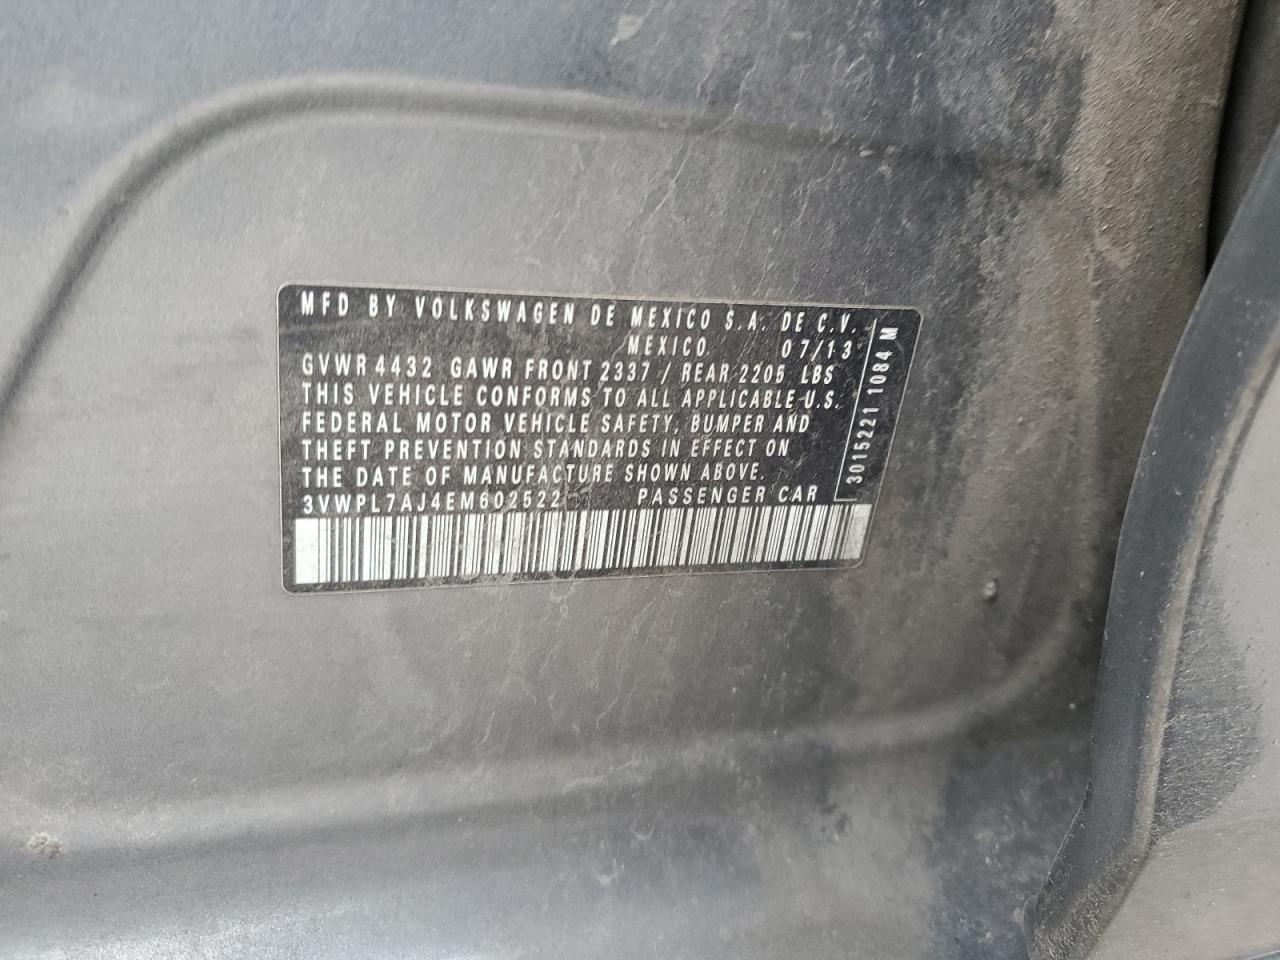 MFD BY VOLKSWAGEN DE MEXICO S.A. DE C.V.
MEXICO 07/13
GVWR 4432 GAWR FRONT 2337 / REAR 2205 LBS
THIS VEHICLE CONFORMS TO ALL APPLICABLE U.S.
FEDERAL MOTOR VEHICLE SAFETY, BUMPER AND
THEFT PREVENTION STANDARDS IN EFFECT ON
THE DATE OF MANUFACTURE SHOWN ABOVE.
3VWPL7AJ4EM602522 PASSENGER CAR
3015221 1084 M